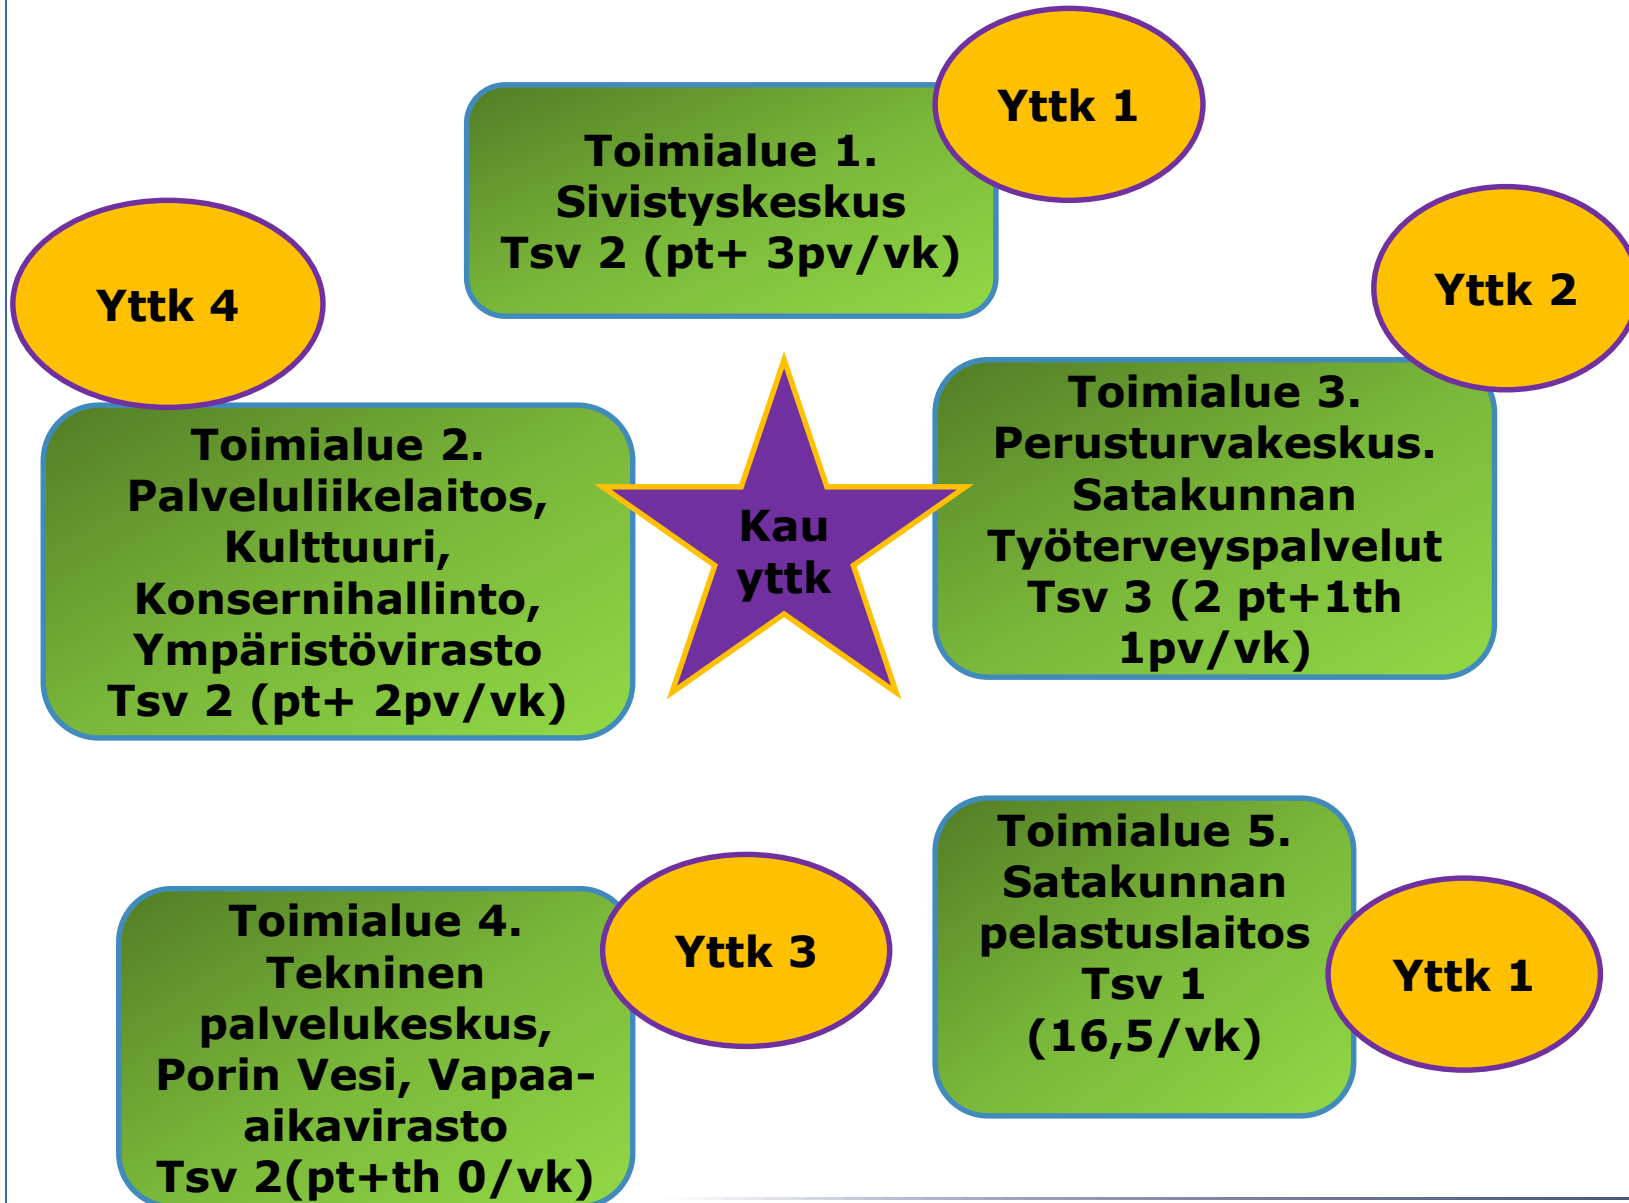 Yttk 1
Toimialue 1.
Sivistyskeskus
Tsv 2 (pt+ 3pv/vk)
Yttk 4
Yttk 2
Toimialue 2.
Palveluliikelaitos,
Kulttuuri,
Konsernihallinto,
Ympäristövirasto
Tsv 2 (pt+ 2pv/vk)
Kau
yttk
Toimialue 3.
Perusturvakeskus.
Satakunnan
Työterveyspalvelut
Tsv 3 (2 pt+1th
1pv/vk)
Toimialue 4.
Tekninen
palvelukeskus,
Porin Vesi, Vapaa-
aikavirasto
Tsv 2(pt+th 0/vk)
Yttk 3
Toimialue 5.
Satakunnan
pelastuslaitos
Tsv 1
(16,5/vk)
Yttk 1